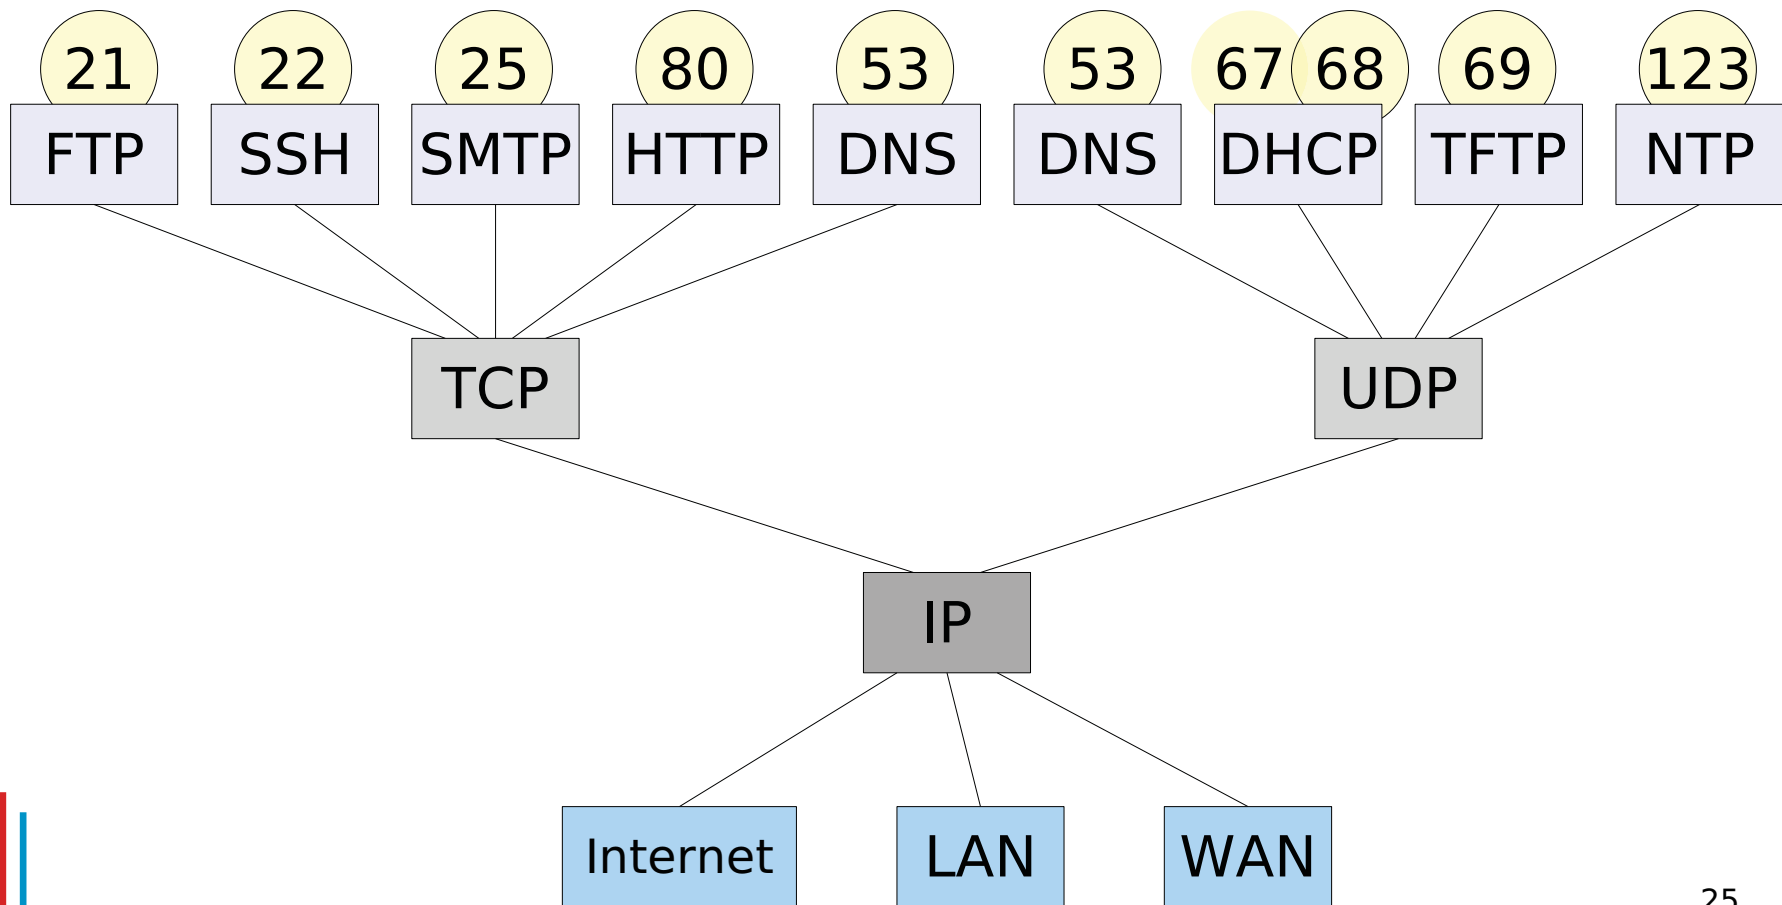 21 22 25 80 53 53 67 68 69 123
FTP SSH SMTP HTTP DNS DNS DHCP TFTP NTP
TCP UDP
IP
Internet LAN WAN
25